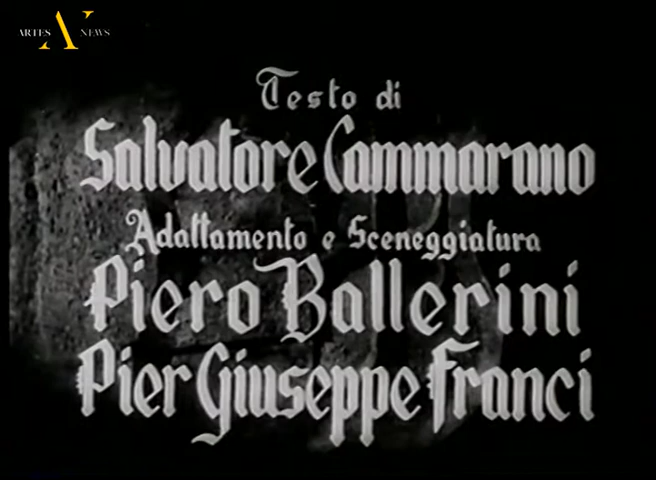 ARTES NEWS
Testo di
Salvatore Cammarano
Adattamento e Sceneggiatura
Piero Ballerini
Pier Giuseppe Franci